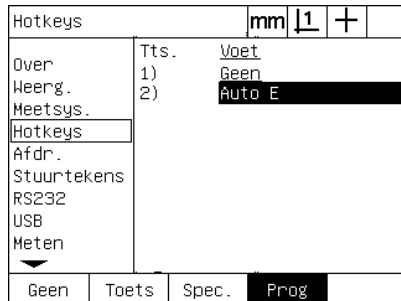 Hotkeys mm 1
Over
Weerg.
Meetsys.
Hotkeys
Afdr.
Stuurtekens
RS232
USB
Meten
Tts. Voet
1) Geen
2) Auto E
Geen Toets Spec. Prog